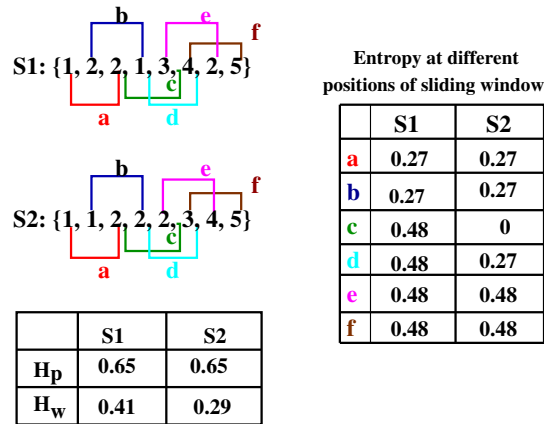 b
e
f
S1: {1, 2, 2, 1, 3, 4, 2, 5}
c
a
d
b
e
f
S2: {1, 1, 2, 2, 2, 3, 4, 5}
c
a
d
S1 S2
Hp 0.65 0.65
Hw 0.41 0.29
Entropy at different
positions of sliding window
S1 S2
a 0.27 0.27
b 0.27 0.27
c 0.48 0
d 0.48 0.27
e 0.48 0.48
f 0.48 0.48